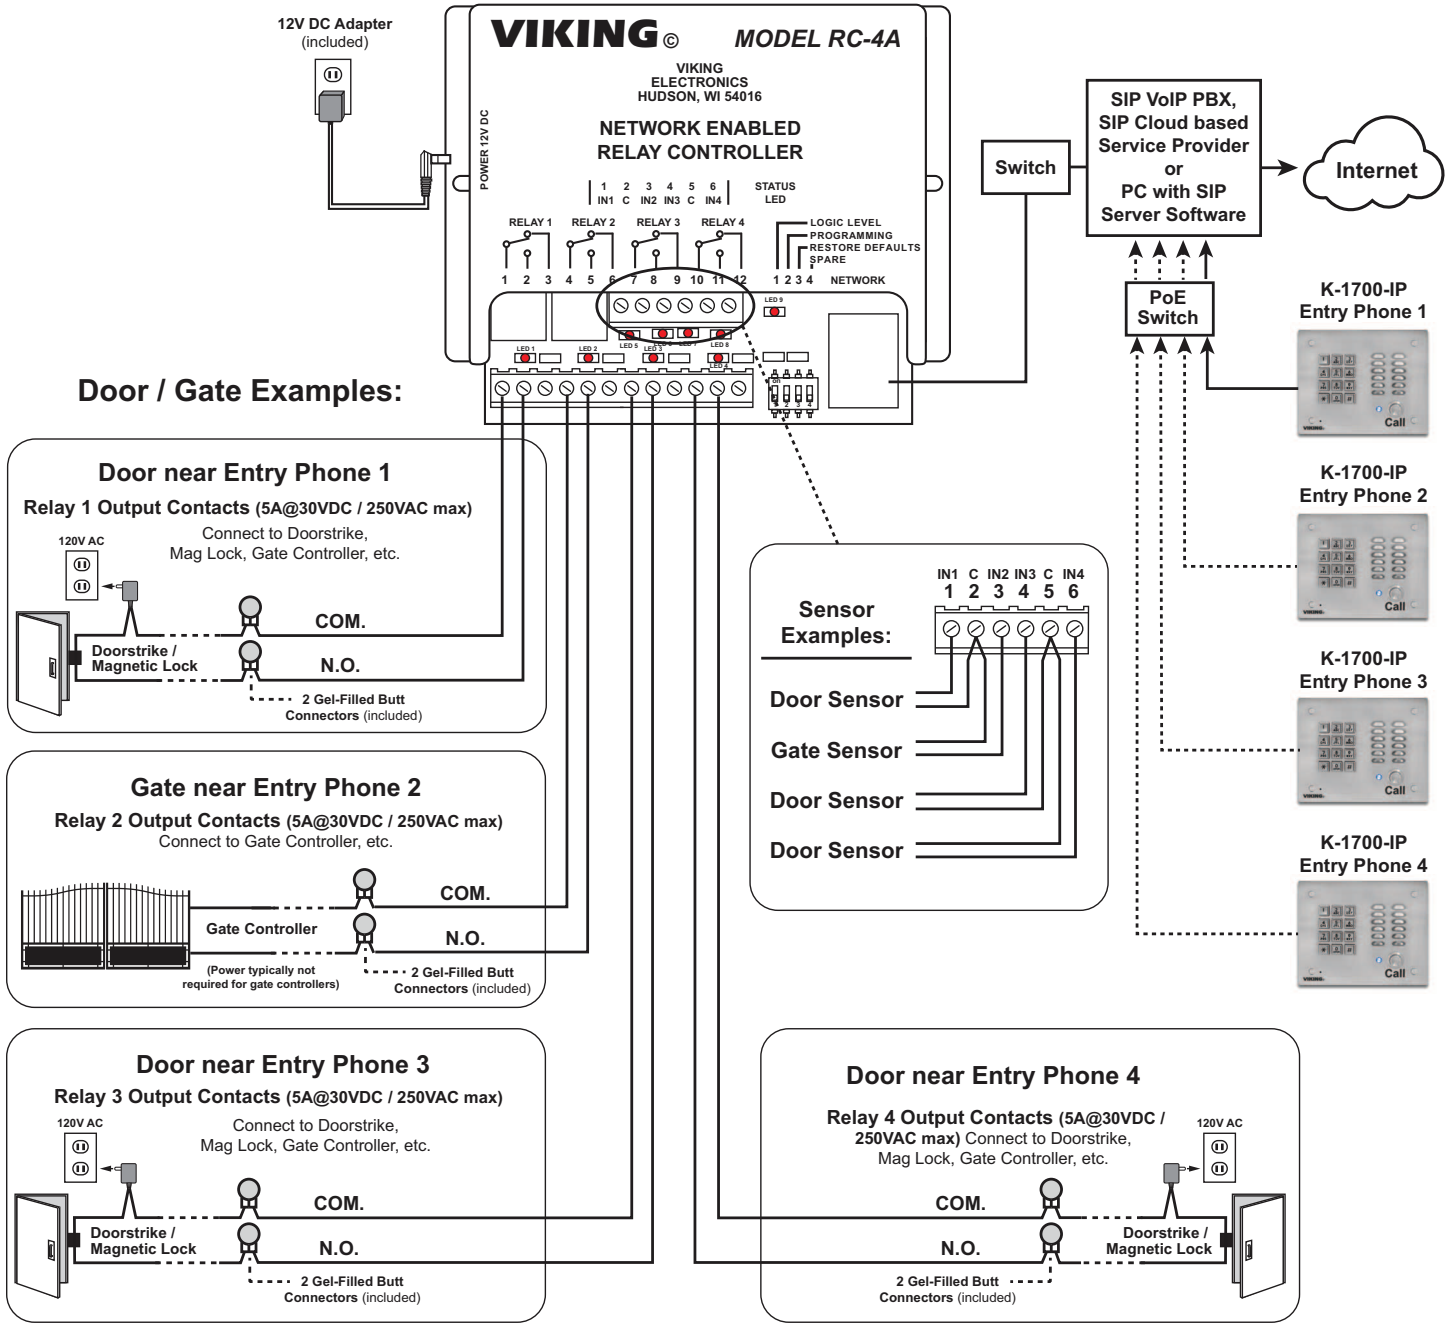 12V DC Adapter
(included)
VIKING © MODEL RC-4A
VIKING
ELECTRONICS
HUDSON, WI 54016
NETWORK ENABLED
RELAY CONTROLLER
POWER 12V DC
1 2 3 4 5 6
IN1 C IN2 IN3 C IN4
STATUS
LED
RELAY 1 RELAY 2 RELAY 3 RELAY 4
LOGIC LEVEL
PROGRAMMING
RESTORE DEFAULTS
SPARE
1 2 3 4 5 6 7 8 9 10 11 12 1 2 3 4 NETWORK
LED 9
LED 5 LED 8
LED 1 LED 2 LED 3
LED 4
on
1 2 3 4
Switch
SIP VoIP PBX,
SIP Cloud based
Service Provider
or
PC with SIP
Server Software
Internet
PoE
Switch
K-1700-IP
Entry Phone 1
Call
VIKING
K-1700-IP
Entry Phone 2
Call
VIKING
K-1700-IP
Entry Phone 3
Call
VIKING
K-1700-IP
Entry Phone 4
Call
VIKING
Door / Gate Examples:
Door near Entry Phone 1
Relay 1 Output Contacts (5A@30VDC / 250VAC max)
Connect to Doorstrike,
Mag Lock, Gate Controller, etc.
120V AC
COM.
Doorstrike /
Magnetic Lock
N.O.
2 Gel-Filled Butt
Connectors (included)
Gate near Entry Phone 2
Relay 2 Output Contacts (5A@30VDC / 250VAC max)
Connect to Gate Controller, etc.
COM.
Gate Controller
N.O.
(Power typically not
required for gate controllers)
2 Gel-Filled Butt
Connectors (included)
Door near Entry Phone 3
Relay 3 Output Contacts (5A@30VDC / 250VAC max)
Connect to Doorstrike,
Mag Lock, Gate Controller, etc.
120V AC
COM.
Doorstrike /
Magnetic Lock
N.O.
2 Gel-Filled Butt
Connectors (included)
Sensor
Examples:
IN1 C IN2 IN3 C IN4
1 2 3 4 5 6
Door Sensor
Gate Sensor
Door Sensor
Door Sensor
Door near Entry Phone 4
Relay 4 Output Contacts (5A@30VDC /
250VAC max) Connect to Doorstrike,
Mag Lock, Gate Controller, etc.
120V AC
COM.
N.O.
Doorstrike /
Magnetic Lock
2 Gel-Filled Butt
Connectors (included)